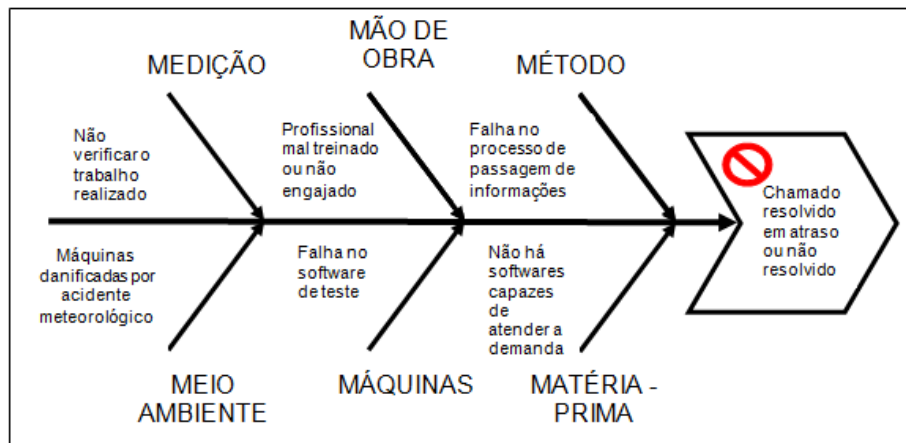 MEDIÇÃO
MÃO DE
OBRA
MÉTODO
Não
verificar o
trabalho
realizado
Profissional
mal treinado
ou não
engajado
Falha no
processo de
passagem de
informações
Chamado
resolvido
em atraso
ou não
resolvido
Máquinas
danificadas por
acidente
meteorológico
Falha no
software
de teste
Não há
softwares
capazes
de
atender a
demanda
MEIO
AMBIENTE
MÁQUINAS
MATÉRIA -
PRIMA